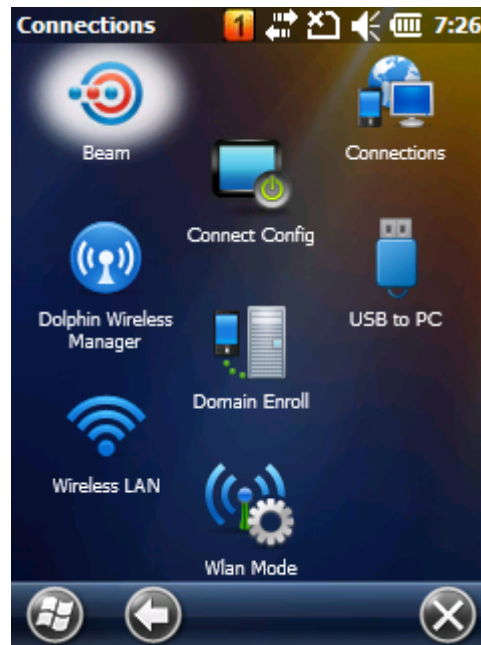 Connections 1 7:26
Beam
Connections
Connect Config
Dolphin Wireless
Manager
USB to PC
Domain Enroll
Wireless LAN
Wlan Mode